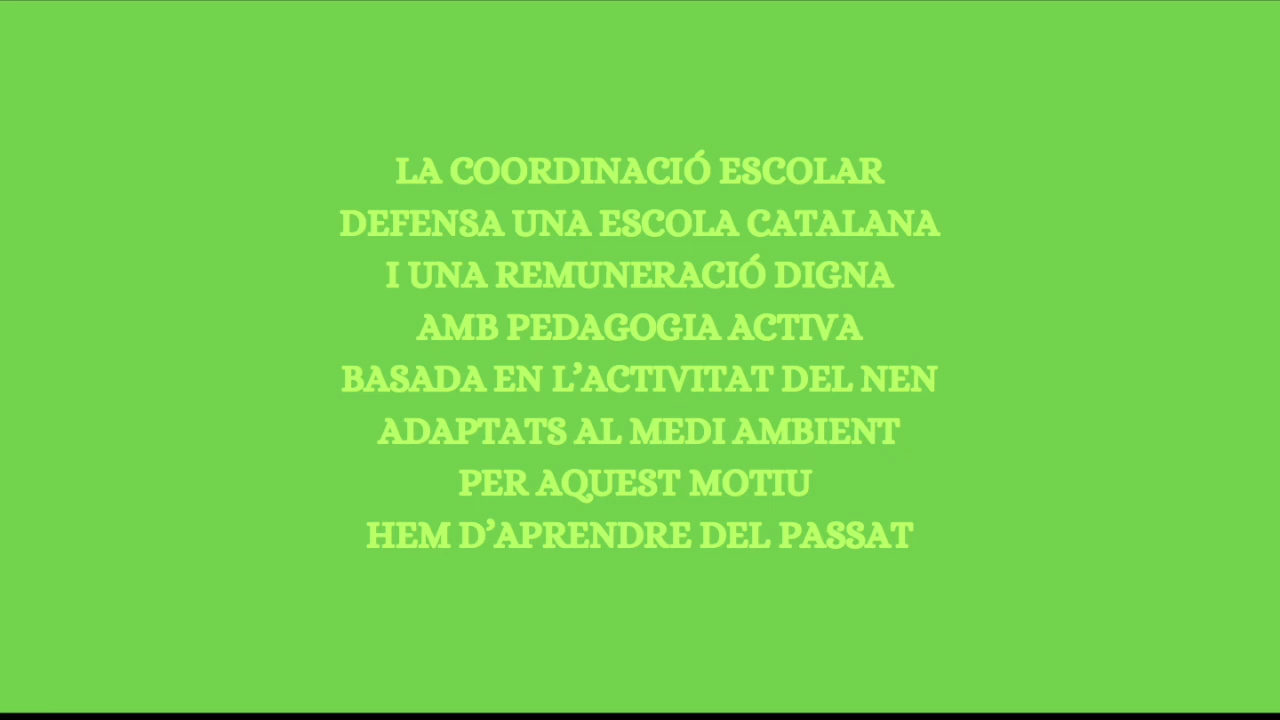 LA COORDINACIÓ ESCOLAR
DEFENSA UNA ESCOLA CATALANA
I UNA REMUNERACIÓ DIGNA
AMB PEDAGOGIA ACTIVA
BASADA EN L’ACTIVITAT DEL NEN
ADAPTATS AL MEDI AMBIENT
PER AQUEST MOTIU
HEM D’APRENDRE DEL PASSAT